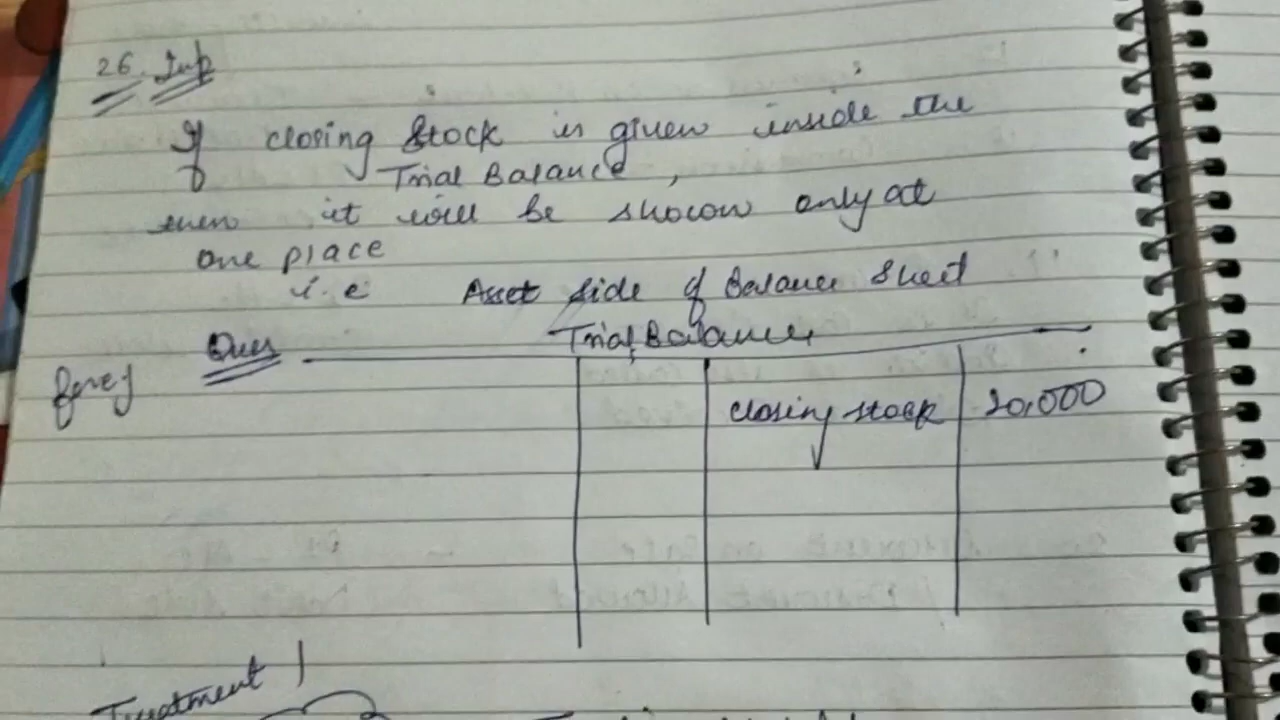 26. Imp
If closing Stock is given inside the
Trial Balance,
then it will be shown only at
one place
i.e Asset side of Balance Sheet
Ques Trial Balance
closing stock 20,000
Treatment